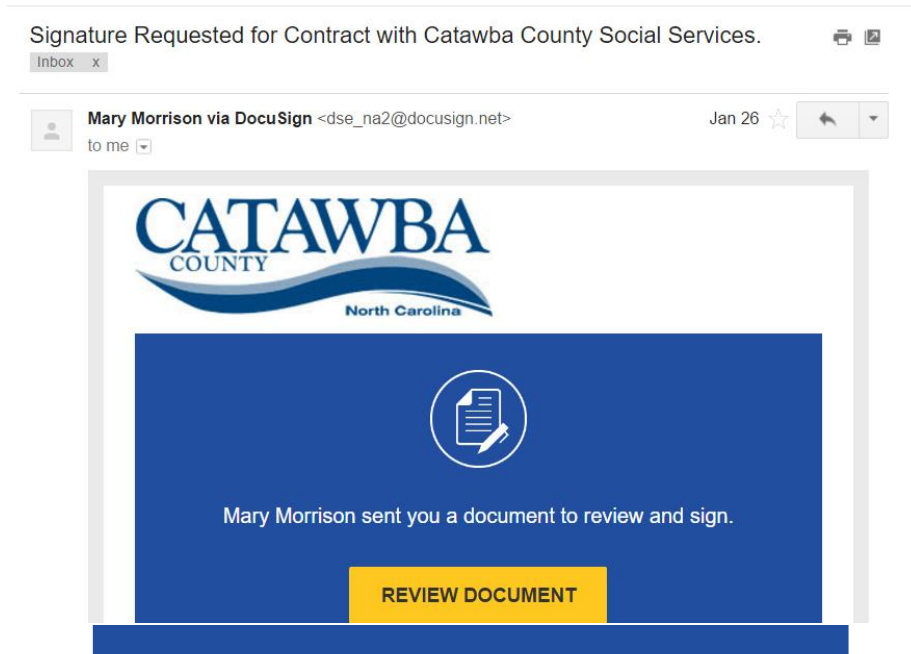 Signature Requested for Contract with Catawba County Social Services.
Inbox x
Mary Morrison via DocuSign <dse_na2@docusign.net>
Jan 26
to me
CATAWBA
COUNTY
North Carolina
Mary Morrison sent you a document to review and sign.
REVIEW DOCUMENT